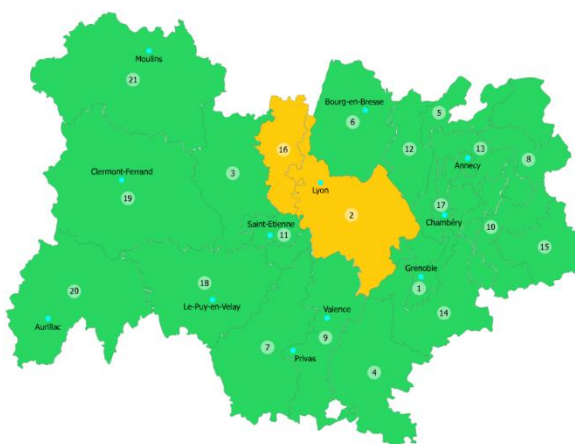 Moulins
21
Bourg-en-Bresse
6
5
16
12
13
Annecy
8
3
Clermont-Ferrand
19
Lyon
17
Chambéry
2
10
Saint-Etienne
11
15
Grenoble
1
20
18
Le-Puy-en-Velay
Aurillac
Valence
14
9
7
Privas
4